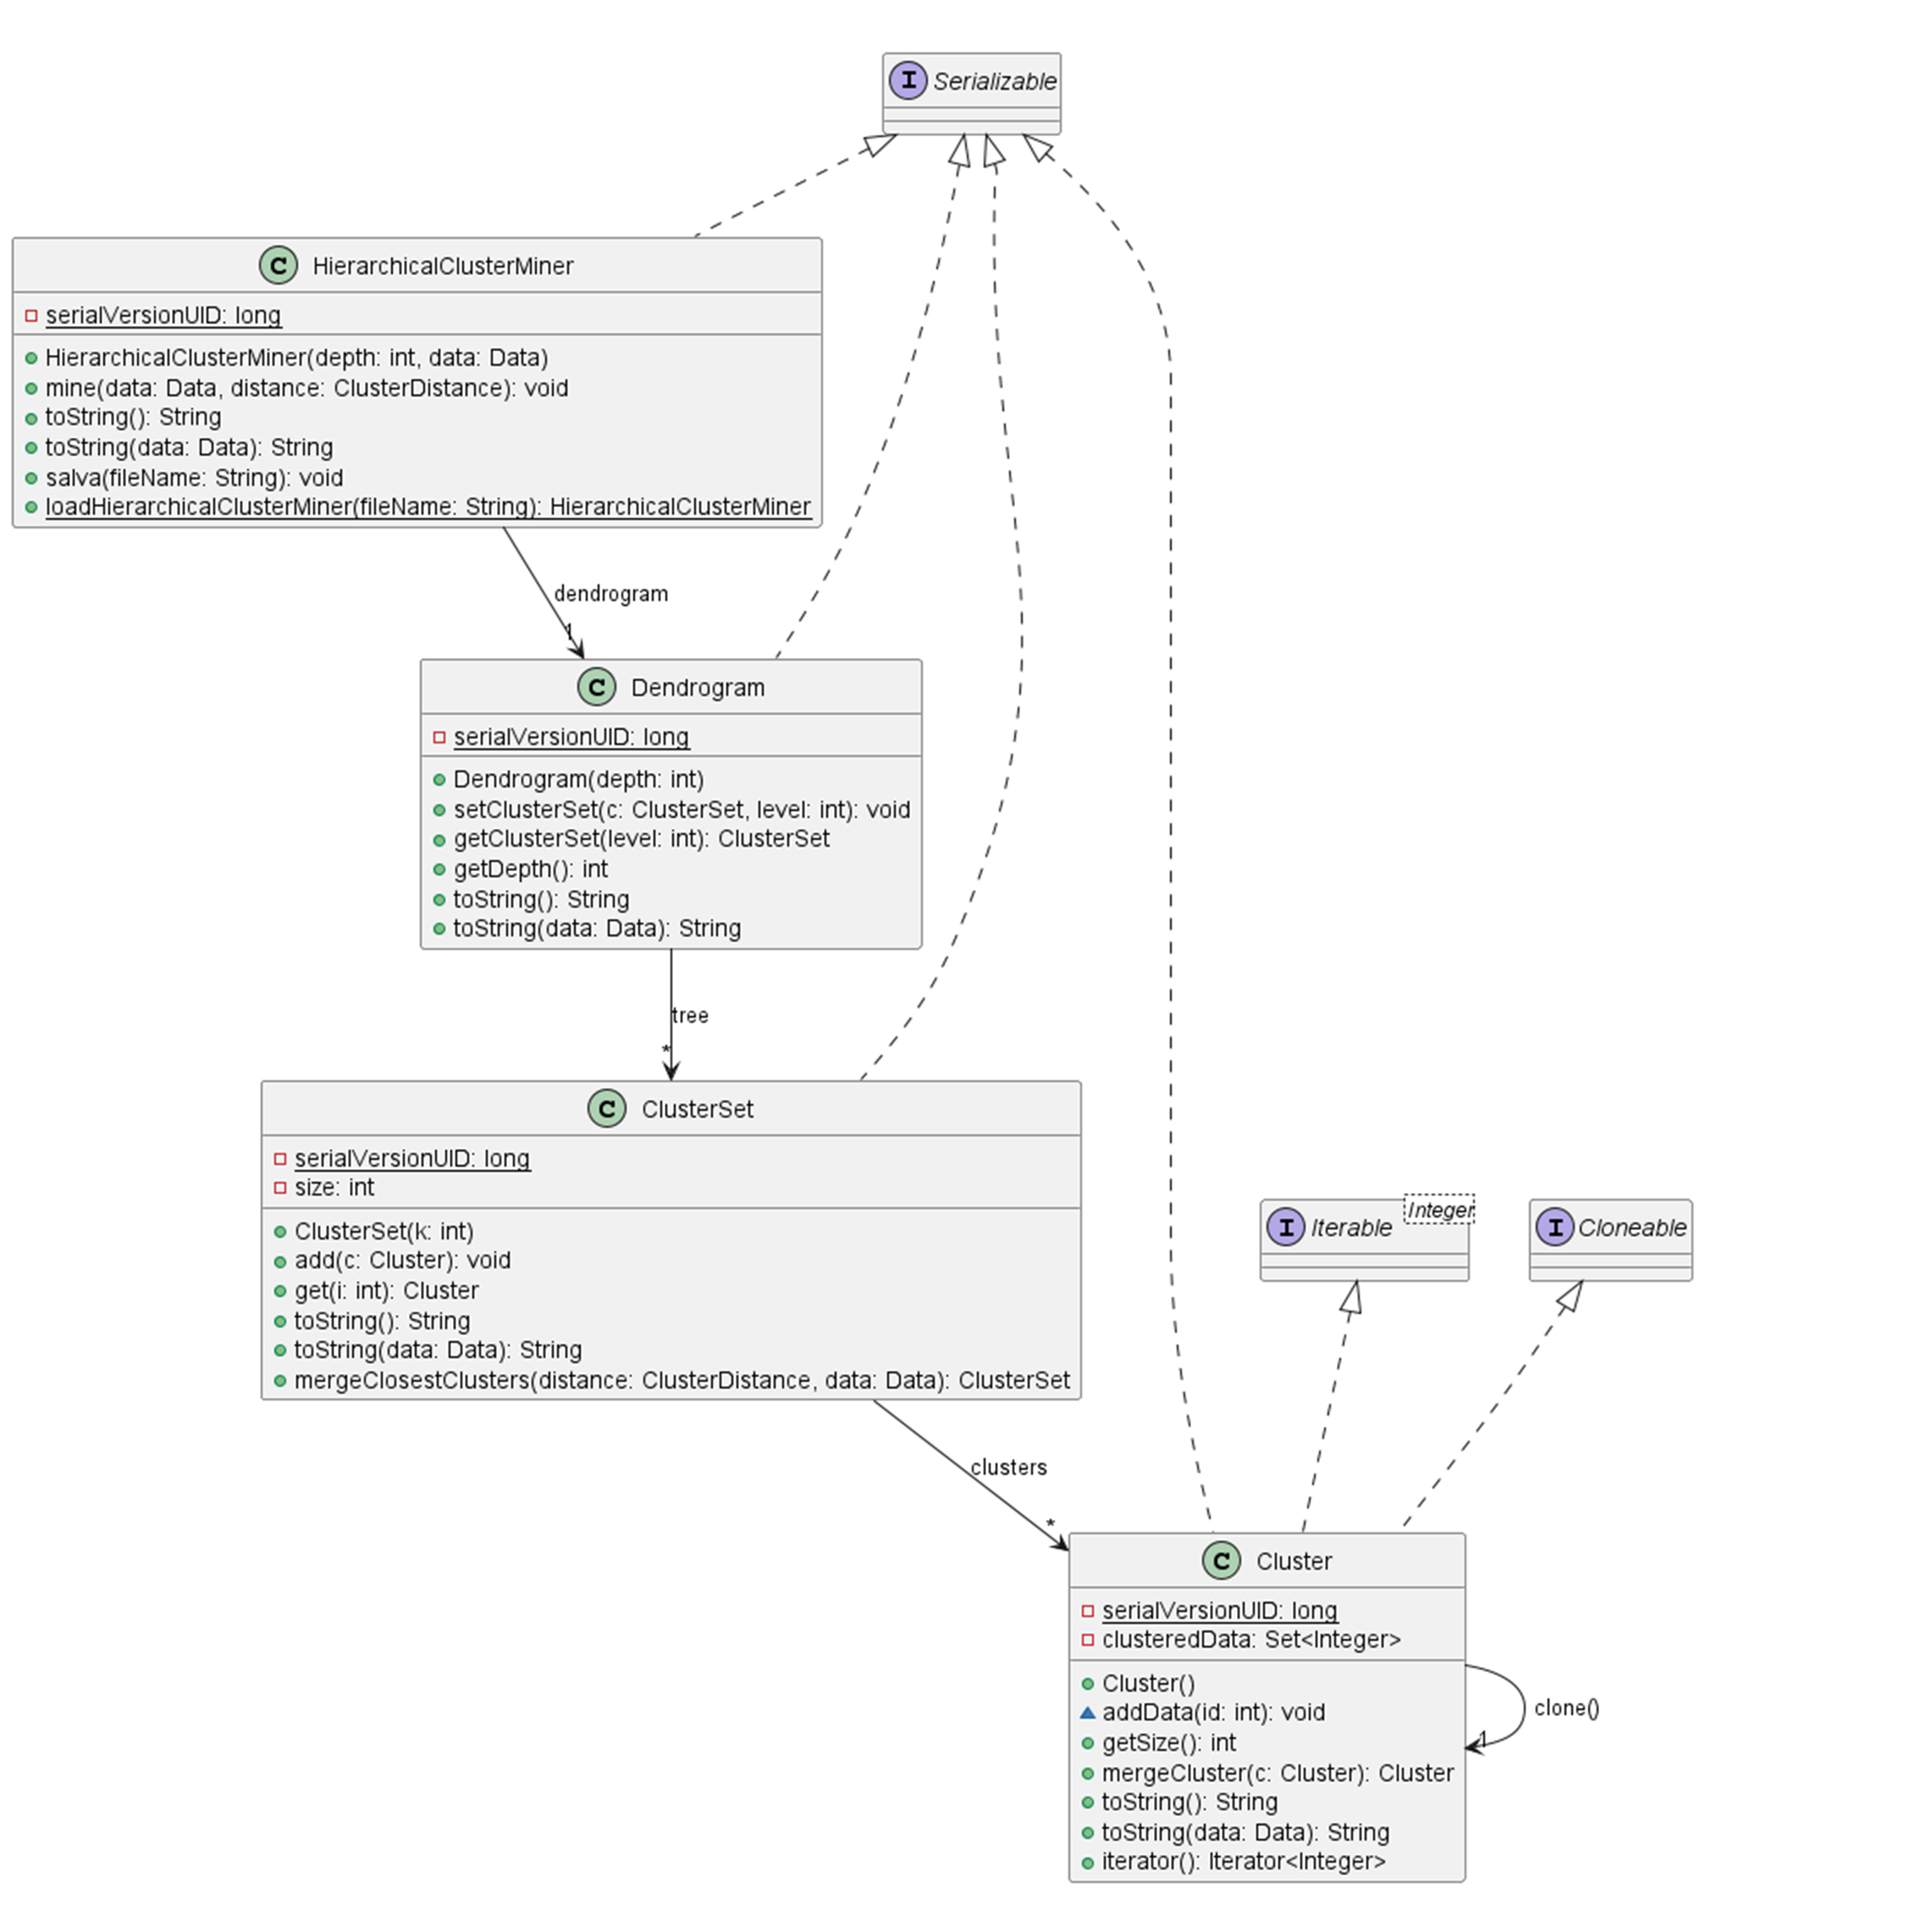 I Serializable
C HierarchicalClusterMiner
serialVersionUID: long
HierarchicalClusterMiner(depth: int, data: Data)
mine(data: Data, distance: ClusterDistance): void
toString(): String
toString(data: Data): String
salva(fileName: String): void
loadHierarchicalClusterMiner(fileName: String): HierarchicalClusterMiner
dendrogram
1
C Dendrogram
serialVersionUID: long
Dendrogram(depth: int)
setClusterSet(c: ClusterSet, level: int): void
getClusterSet(level: int): ClusterSet
getDepth(): int
toString(): String
toString(data: Data): String
tree
*
C ClusterSet
serialVersionUID: long
size: int
ClusterSet(k: int)
add(c: Cluster): void
get(i: int): Cluster
toString(): String
toString(data: Data): String
mergeClosestClusters(distance: ClusterDistance, data: Data): ClusterSet
Integer
I Iterable
I Cloneable
clusters
*
C Cluster
serialVersionUID: long
clusteredData: Set<Integer>
Cluster()
addData(id: int): void
getSize(): int
mergeCluster(c: Cluster): Cluster
toString(): String
toString(data: Data): String
iterator(): Iterator<Integer>
clone()
1